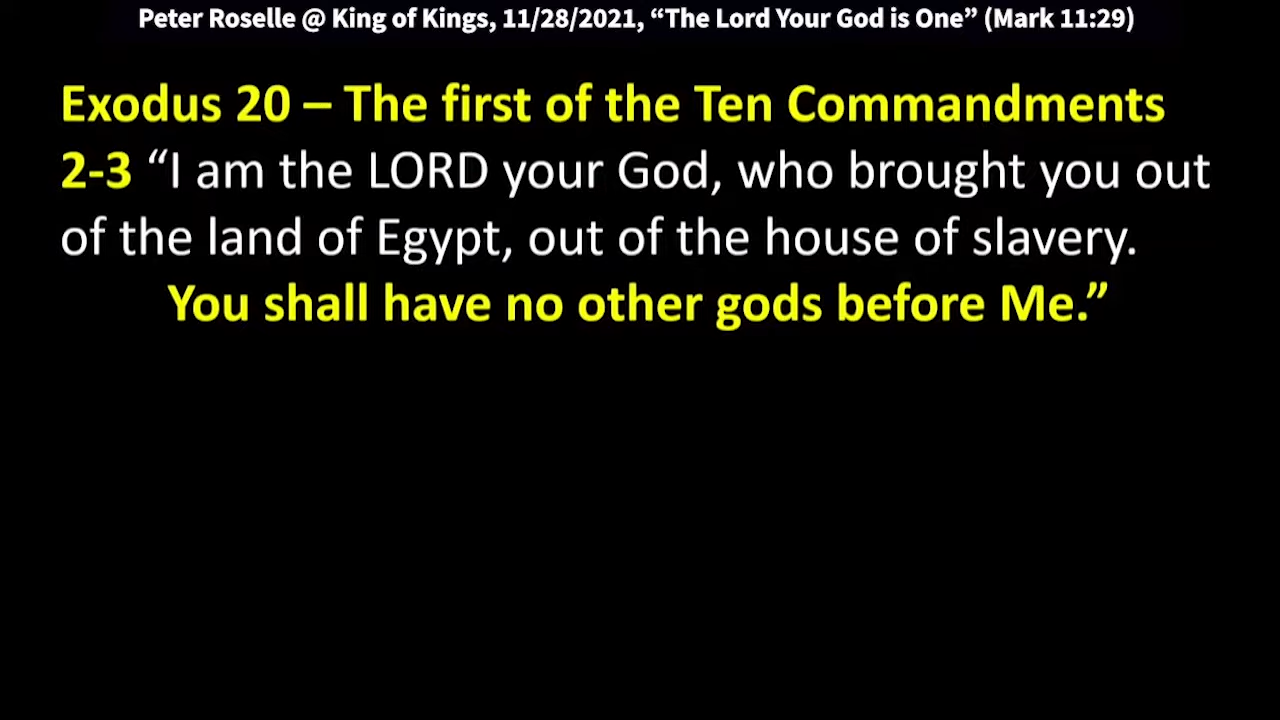 Peter Roselle @ King of Kings, 11/28/2021, “The Lord Your God is One” (Mark 11:29)
Exodus 20 – The first of the Ten Commandments
2-3 “I am the LORD your God, who brought you out
of the land of Egypt, out of the house of slavery.
You shall have no other gods before Me.”